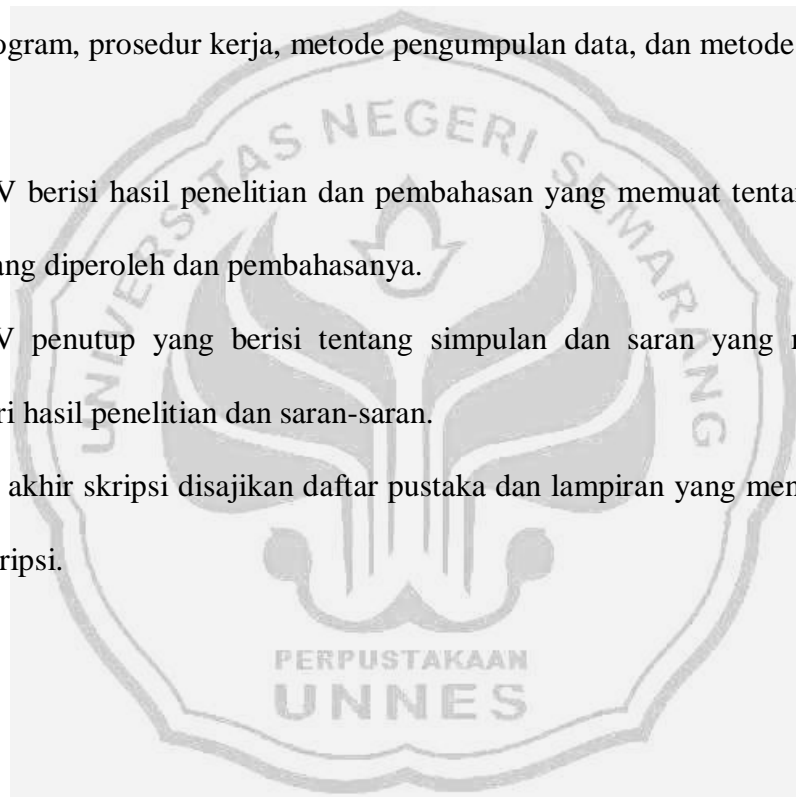 ogram, prosedur kerja, metode pengumpulan data, dan metode
V berisi hasil penelitian dan pembahasan yang memuat tenta
ang diperoleh dan pembahasanya.
V penutup yang berisi tentang simpulan dan saran yang
ri hasil penelitian dan saran-saran.
akhir skripsi disajikan daftar pustaka dan lampiran yang men
ripsi.
UNIVERSITAS NEGERI SEMARANG
PERPUSTAKAAN
UNNES